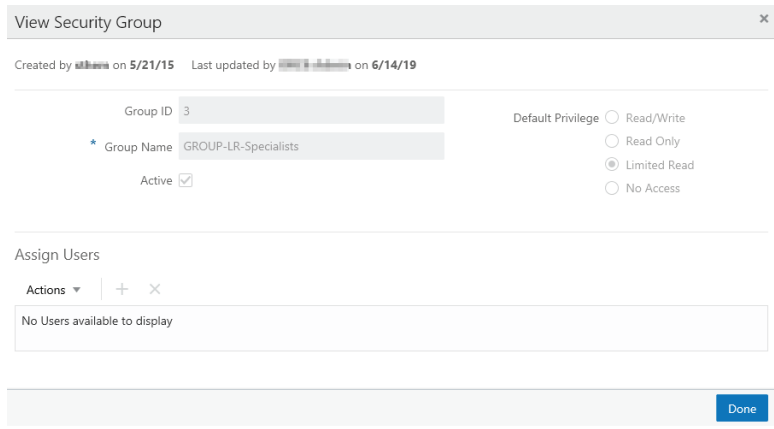 View Security Group
Created by on 5/21/15 Last updated by on 6/14/19
Group ID 3
* Group Name GROUP-LR-Specialists
Active
Default Privilege Read/Write
Read Only
Limited Read
No Access
Assign Users
Actions
No Users available to display
Done